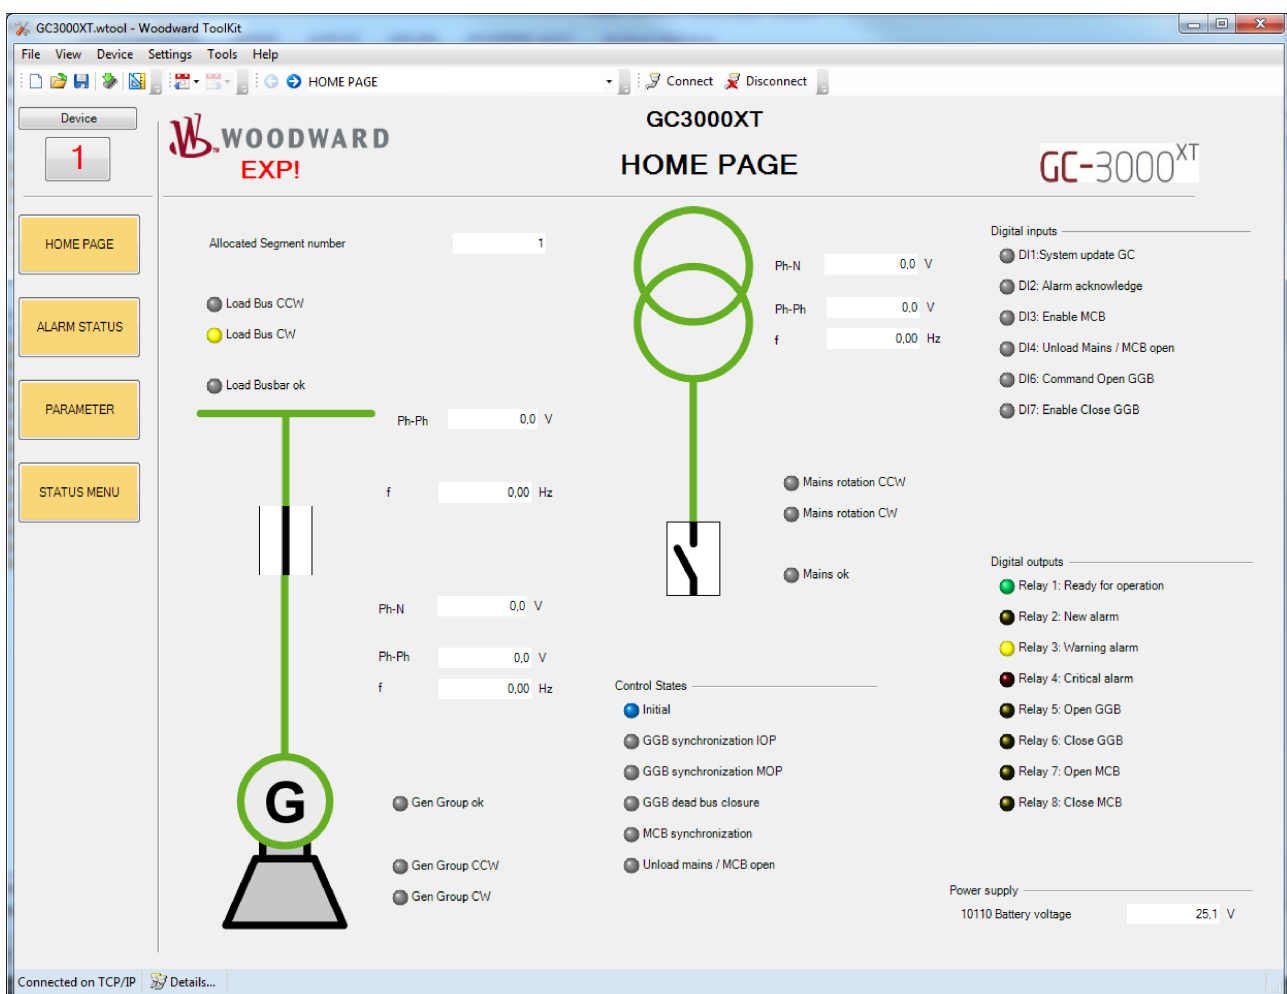 GC3000XT.wtool - Woodward ToolKit
File View Device Settings Tools Help
HOME PAGE Connect Disconnect
Device
1
WOODWARD
EXP!
GC3000XT
HOME PAGE
GC-3000XT
HOME PAGE
ALARM STATUS
PARAMETER
STATUS MENU
Allocated Segment number 1
Load Bus CCW
Load Bus CW
Load Busbar ok
Ph-Ph 0,0 V
f 0,00 Hz
Ph-N 0,0 V
Ph-Ph 0,0 V
f 0,00 Hz
G
Gen Group ok
Gen Group CCW
Gen Group CW
Ph-N 0,0 V
Ph-Ph 0,0 V
f 0,00 Hz
Mains rotation CCW
Mains rotation CW
Mains ok
Control States
Initial
GGB synchronization IOP
GGB synchronization MOP
GGB dead bus closure
MCB synchronization
Unload mains / MCB open
Digital inputs
DI1:System update GC
DI2: Alarm acknowledge
DI3: Enable MCB
DI4: Unload Mains / MCB open
DI6: Command Open GGB
DI7: Enable Close GGB
Digital outputs
Relay 1: Ready for operation
Relay 2: New alarm
Relay 3: Warning alarm
Relay 4: Critical alarm
Relay 5: Open GGB
Relay 6: Close GGB
Relay 7: Open MCB
Relay 8: Close MCB
Power supply
10110 Battery voltage 25,1 V
Connected on TCP/IP Details...